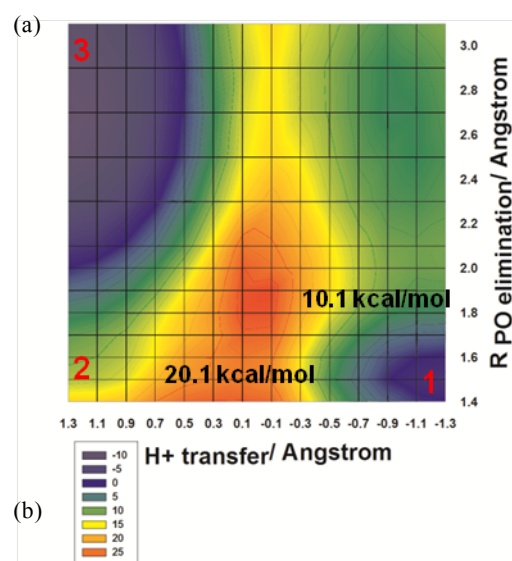 (a)
3
3.0
2.8
2.6
2.4
2.2
2.0
1.8
1.6
1.4
R PO elimination/ Angstrom
10.1 kcal/mol
2
20.1 kcal/mol
1
1.3 1.1 0.9 0.7 0.5 0.3 0.1 -0.1 -0.3 -0.5 -0.7 -0.9 -1.1 -1.3
H+ transfer/ Angstrom
-10
-5
0
5
10
15
20
25
(b)